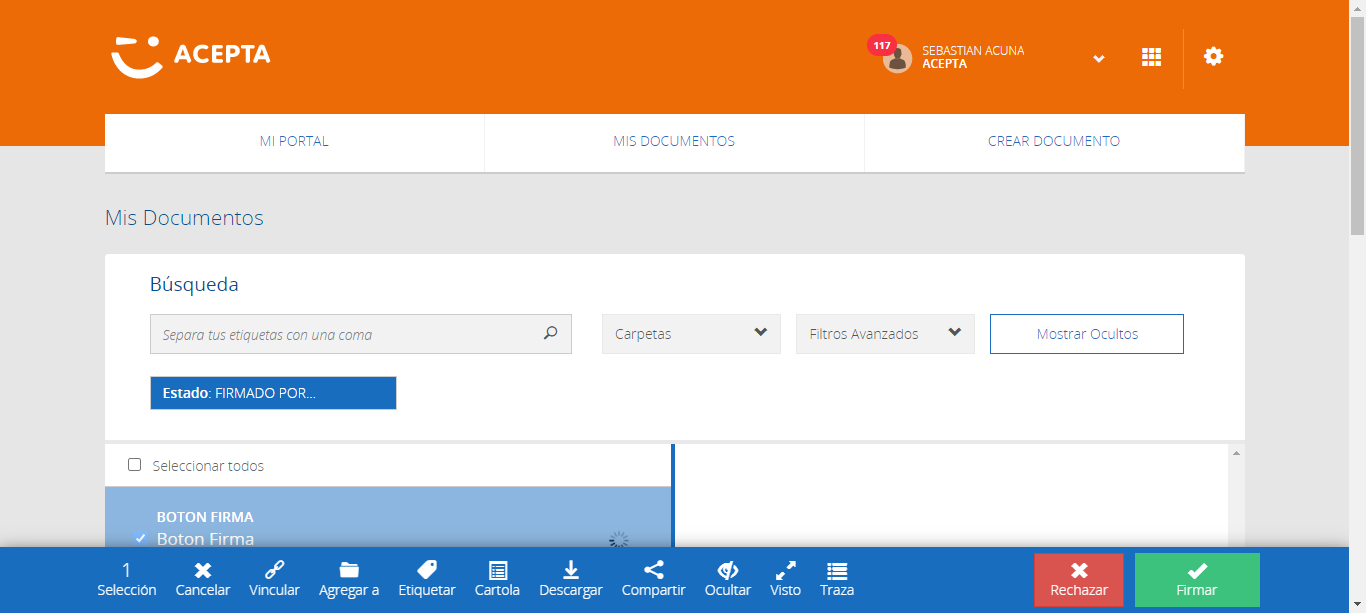 ACEPTA
117
SEBASTIAN ACUNA
ACEPTA
MI PORTAL
MIS DOCUMENTOS
CREAR DOCUMENTO
Mis Documentos
Búsqueda
Separa tus etiquetas con una coma
Carpetas
Filtros Avanzados
Mostrar Ocultos
Estado: FIRMADO POR...
Seleccionar todos
BOTON FIRMA
Boton Firma
1
Selección
Cancelar
Vincular
Agregar a
Etiquetar
Cartola
Descargar
Compartir
Ocultar
Visto
Traza
Rechazar
Firmar